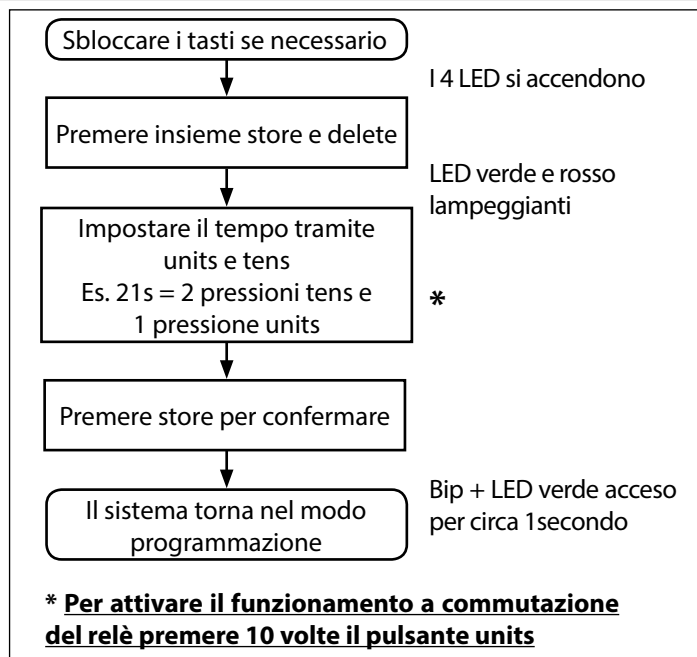 Sbloccare i tasti se necessario
I 4 LED si accendono
Premere insieme store e delete
LED verde e rosso
lampeggianti
Impostare il tempo tramite
units e tens
Es. 21s = 2 pressioni tens e
1 pressione units
*
Premere store per confermare
Bip + LED verde acceso
per circa 1secondo
Il sistema torna nel modo
programmazione
* Per attivare il funzionamento a commutazione
del relè premere 10 volte il pulsante units